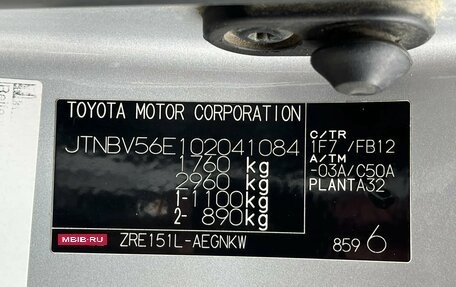 TOYOTA MOTOR CORPORATION
JTNBV56E102041084
1760 kg
2960 kg
1-1100kg
2- 890kg
C/TR
1F7 /FB12
A/TM
-03A/C50A
PLANTA32
MBIB.RU
ZRE151L-AEGNKW
859 6